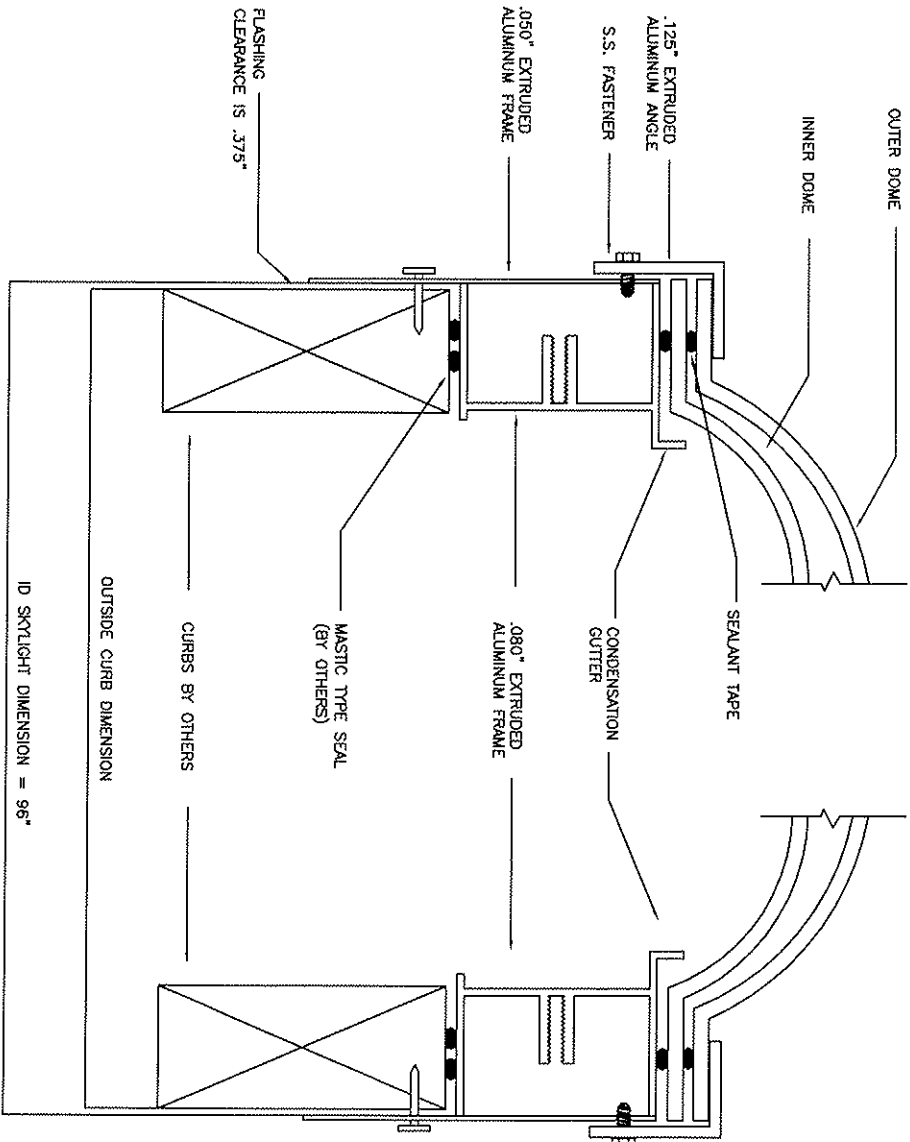 OUTER DOME
INNER DOME
.125" EXTRUDED
ALUMINUM ANGLE
S.S. FASTENER
.050" EXTRUDED
ALUMINUM FRAME
FLASHING
CLEARANCE IS .375"
SEALANT TAPE
CONDENSATION
GUTTER
.080" EXTRUDED
ALUMINUM FRAME
MASTIC TYPE SEAL
(BY OTHERS)
CURBS BY OTHERS
OUTSIDE CURB DIMENSION
ID SKYLIGHT DIMENSION = 96"